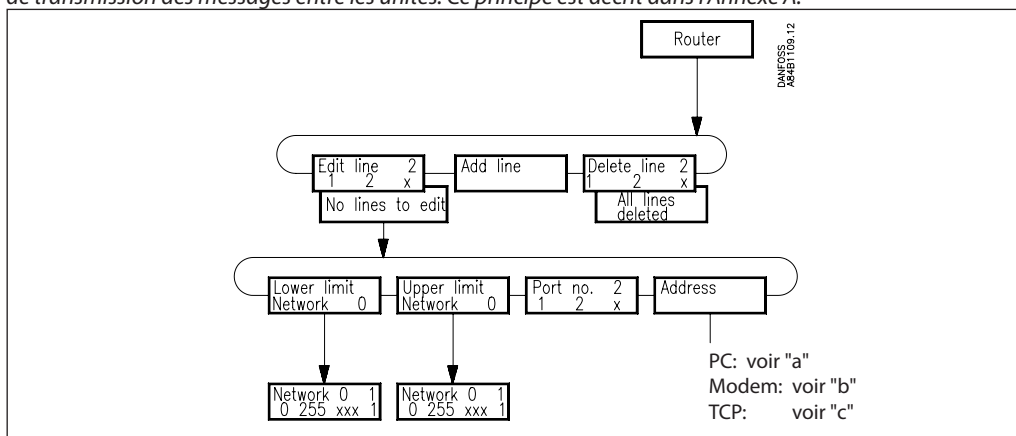 de transmission des messages entre les unités. Ce principe est décrit dans l'Annexe A.
Router
DANFOSS
A84B1109.12
Edit line 2
1 2 x
No lines to edit
Add line
Delete line 2
1 2 x
All lines
deleted
Lower limit
Network 0
Upper limit
Network 0
Port no. 2
1 2 x
Address
Network 0 1
0 255 xxx 1
Network 0 1
0 255 xxx 1
PC: voir "a"
Modem: voir "b"
TCP: voir "c"